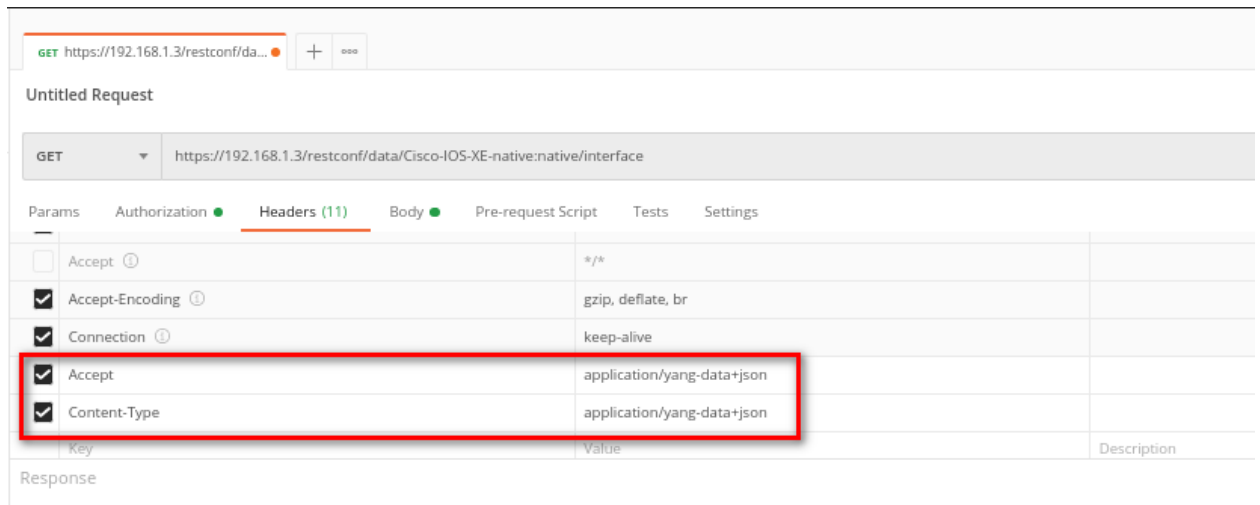 GET https://192.168.1.3/restconf/da...
Untitled Request
GET https://192.168.1.3/restconf/data/Cisco-IOS-XE-native:native/interface
Params Authorization Headers (11) Body Pre-request Script Tests Settings
Accept */*
Accept-Encoding gzip, deflate, br
Connection keep-alive
Accept application/yang-data+json
Content-Type application/yang-data+json
Key Value Description
Response